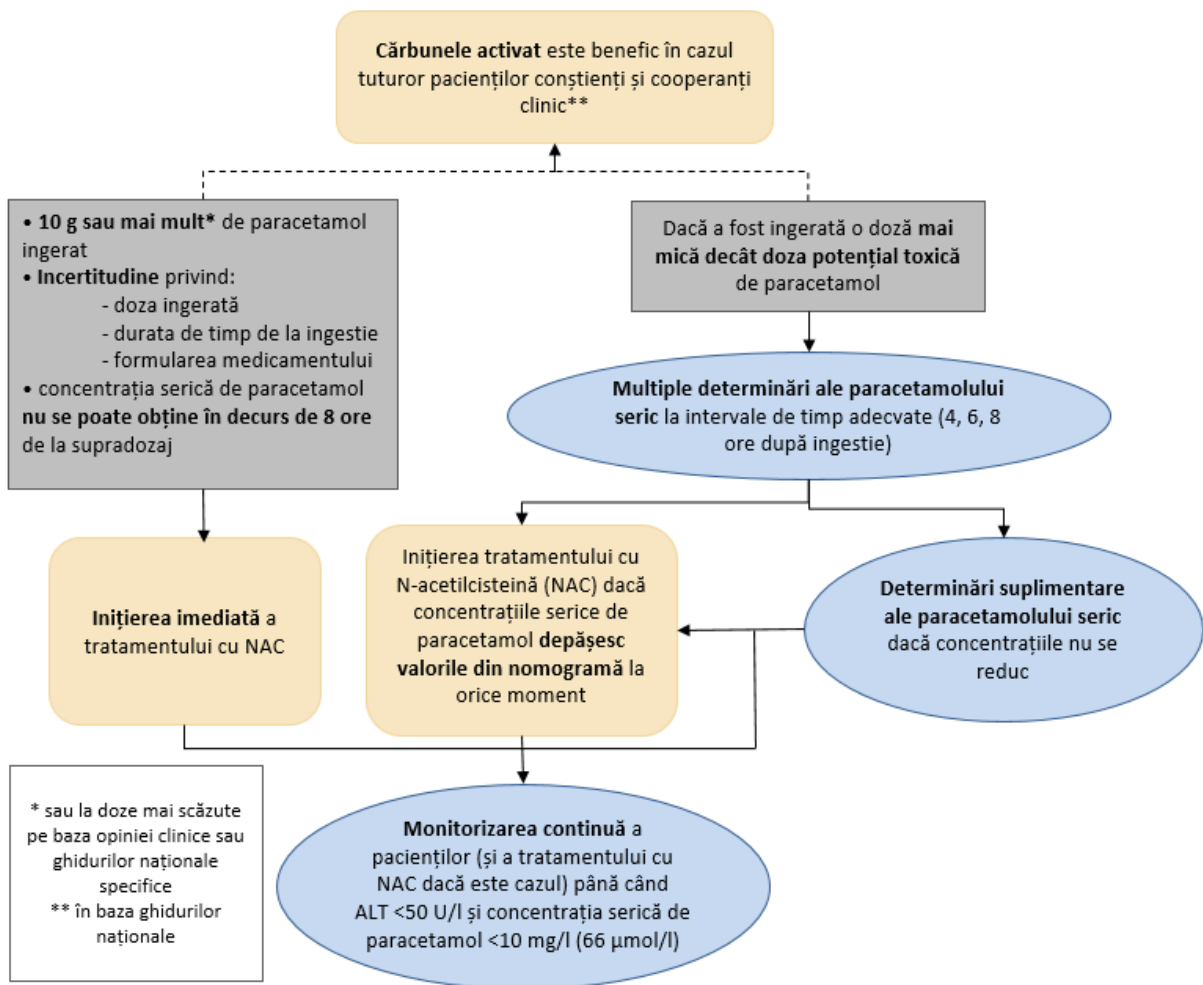 Cărbunele activat este benefic în cazul
tuturor pacienților conștienți și cooperanți
clinic**
• 10 g sau mai mult* de paracetamol
ingerat
• Incertitudine privind:
- doza ingerată
- durata de timp de la ingestie
- formularea medicamentului
• concentrația serică de paracetamol
nu se poate obține în decurs de 8 ore
de la supradozaj
Dacă a fost ingerată o doză mai
mică decât doza potențial toxică
de paracetamol
Multiple determinări ale paracetamolului
seric la intervale de timp adecvate (4, 6, 8
ore după ingestie)
Inițierea imediată a
tratamentului cu NAC
Inițierea tratamentului cu
N-acetilcisteină (NAC) dacă
concentrațiile serice de
paracetamol depășesc
valorile din nomogramă la
orice moment
Determinări suplimentare
ale paracetamolului seric
dacă concentrațiile nu se
reduc
* sau la doze mai scăzute
pe baza opiniei clinice sau
ghidurilor naționale
specifice
** în baza ghidurilor
naționale
Monitorizarea continuă a
pacienților (și a tratamentului cu
NAC dacă este cazul) până când
ALT <50 U/l și concentrația serică de
paracetamol <10 mg/l (66 µmol/l)